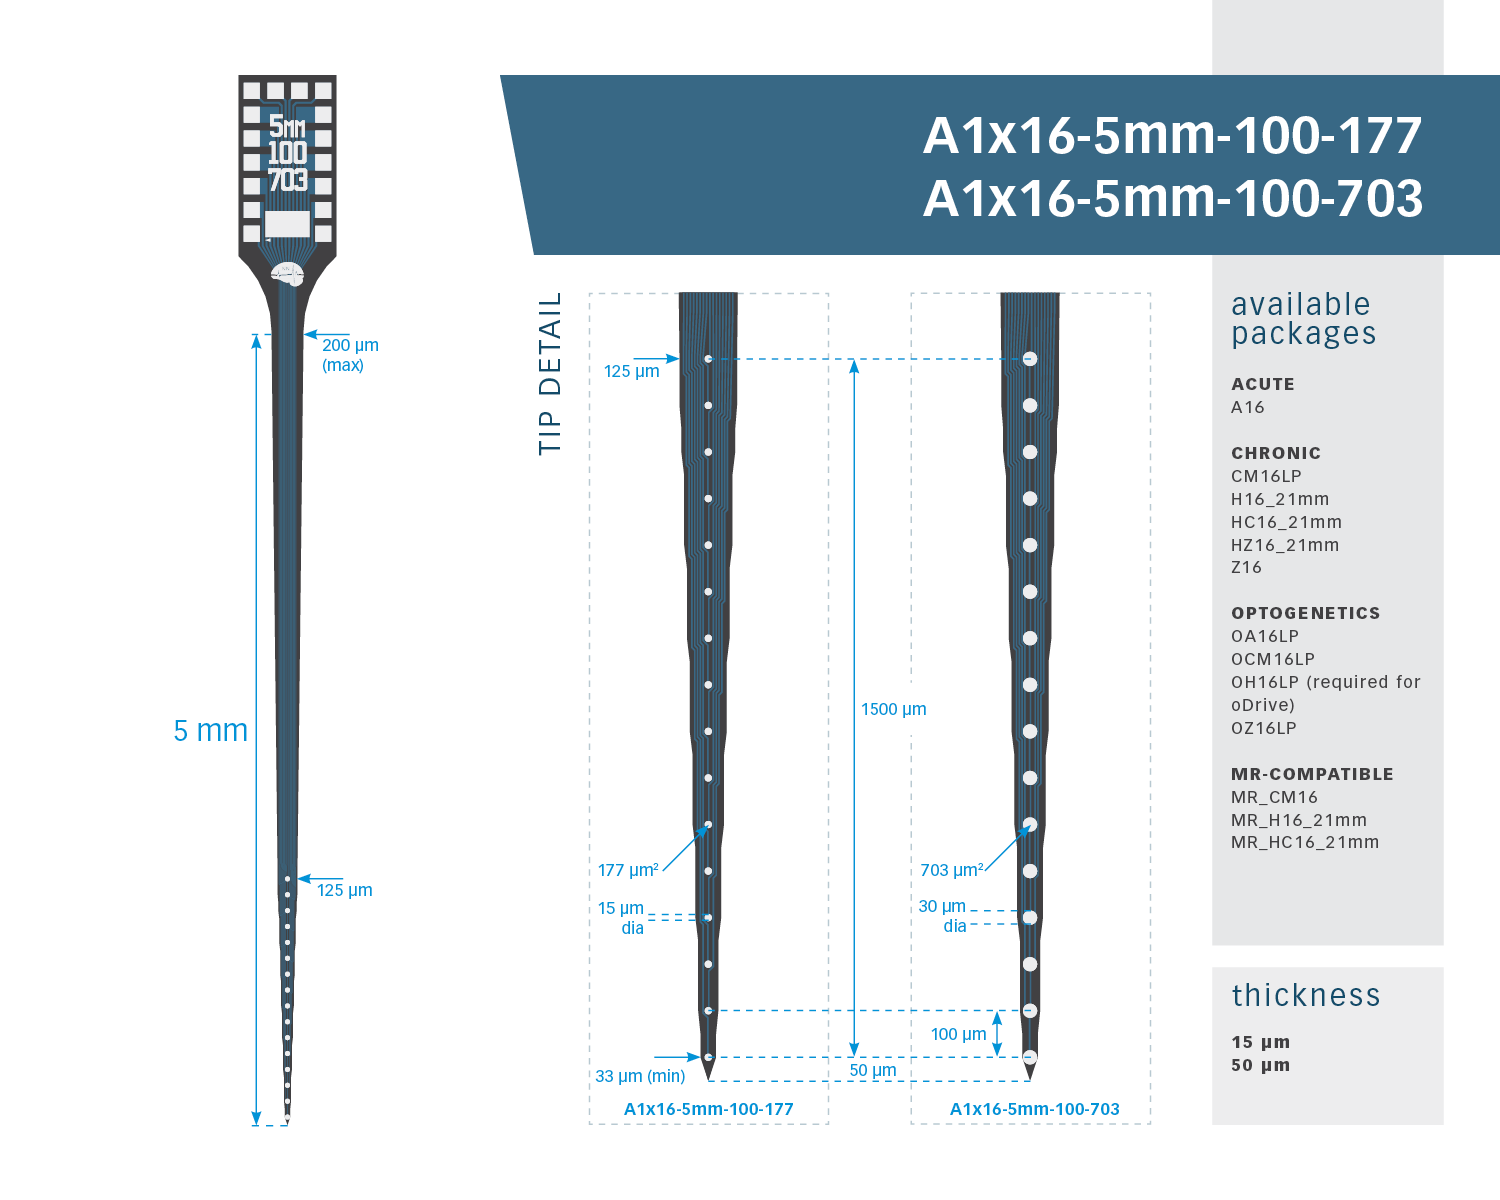 A1x16-5mm-100-177
A1x16-5mm-100-703
5MM
100
703
200 µm
(max)
5 mm
125 µm
TIP DETAIL
125 µm
1500 µm
177 µm²
15 µm
dia
703 µm²
30 µm
dia
100 µm
33 µm (min)
50 µm
A1x16-5mm-100-177
A1x16-5mm-100-703
available
packages
ACUTE
A16
CHRONIC
CM16LP
H16_21mm
HC16_21mm
HZ16_21mm
Z16
OPTOGENETICS
OA16LP
OCM16LP
OH16LP (required for
oDrive)
OZ16LP
MR-COMPATIBLE
MR_CM16
MR_H16_21mm
MR_HC16_21mm
thickness
15 µm
50 µm